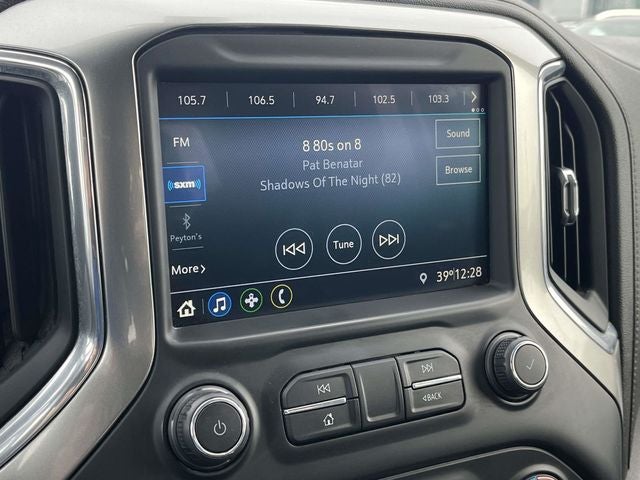 105.7 106.5 94.7 102.5 103.3
FM
8 80s on 8
Sound
Pat Benatar
sxm
Shadows Of The Night (82)
Browse
Peyton's
Tune
More
39° 12:28
BACK